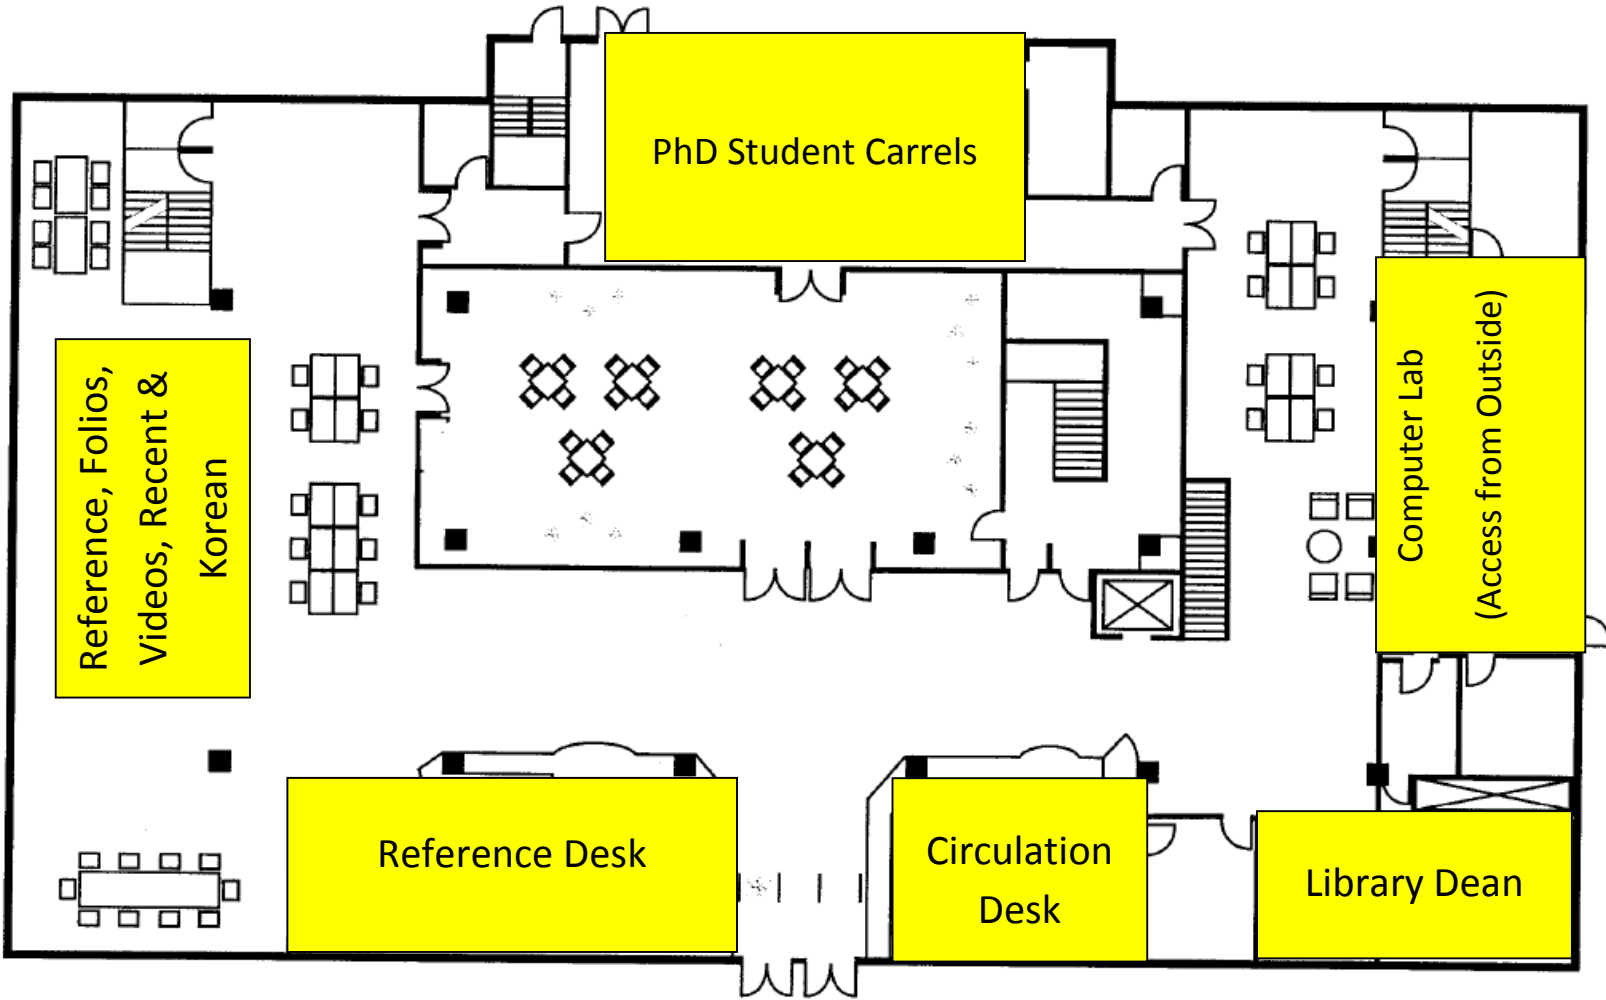 PhD Student Carrels
Reference, Folios,
Videos, Recent &
Korean
Computer Lab
(Access from Outside)
Reference Desk
Circulation
Desk
Library Dean